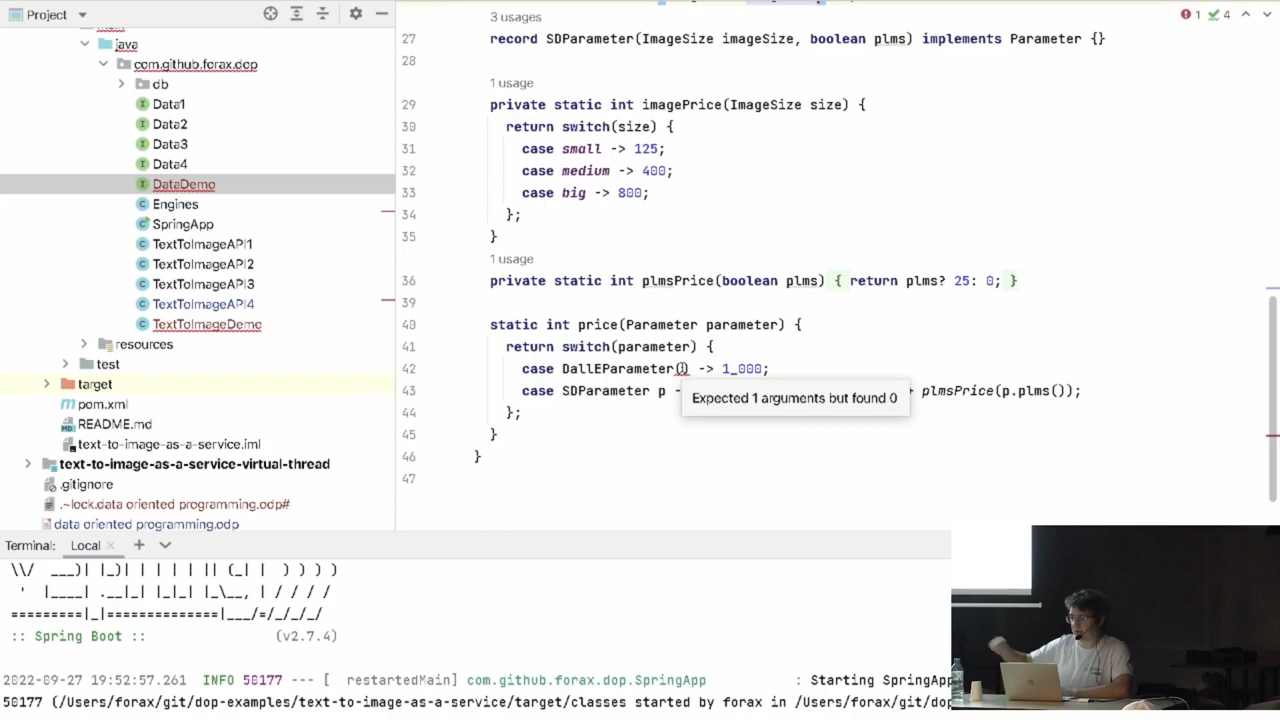 Project
main
java
com.github.forax.dop
db
Data1
Data2
Data3
Data4
DataDemo
Engines
SpringApp
TextToImageAPI1
TextToImageAPI2
TextToImageAPI3
TextToImageAPI4
TextToImageDemo
resources
test
target
pom.xml
README.md
text-to-image-as-a-service.iml
text-to-image-as-a-service-virtual-thread
.gitignore
.~lock.data oriented programming.odp#
data oriented programming.odp
1 4
3 usages
27 record SDParameter(ImageSize imageSize, boolean plms) implements Parameter {}
28
1 usage
29 private static int imagePrice(ImageSize size) {
30 return switch(size) {
31 case small -> 125;
32 case medium -> 400;
33 case big -> 800;
34 };
35 }
1 usage
36 private static int plmsPrice(boolean plms) { return plms? 25: 0; }
39
40 static int price(Parameter parameter) {
41 return switch(parameter) {
42 case DallEParameter() -> 1_000;
43 case SDParameter p - + plmsPrice(p.plms());
Expected 1 arguments but found 0
44 };
45 }
46 }
47
Terminal: Local
\\/ ___)| |_)| | | | | || (_| | ) ) ) )
' |____| .__|_| |_|_| |_\__, | / / / /
=========|_|==============|___/=/_/_/_/
:: Spring Boot :: (v2.7.4)
2022-09-27 19:52:57.261 INFO 50177 --- [ restartedMain] com.github.forax.dop.SpringApp : Starting SpringApp
50177 (/Users/forax/git/dop-examples/text-to-image-as-a-service/target/classes started by forax in /Users/forax/git/dop